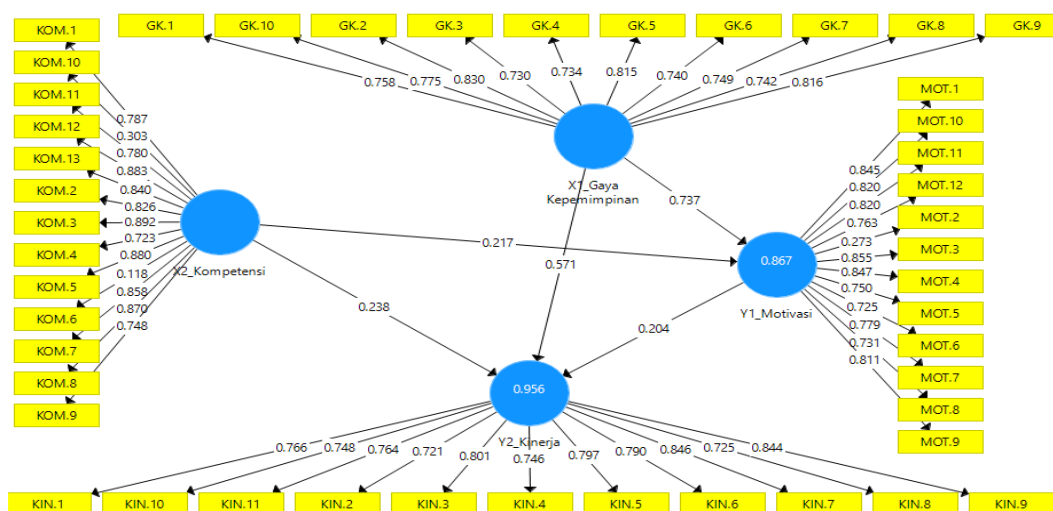 GK.1
GK.10
GK.2
GK.3
GK.4
GK.5
GK.6
GK.7
GK.8
GK.9
0.758
0.775
0.830
0.730
0.734
0.815
0.740
0.749
0.742
0.816
KOM.1
KOM.10
KOM.11
KOM.12
KOM.13
KOM.2
KOM.3
KOM.4
KOM.5
KOM.6
KOM.7
KOM.8
KOM.9
0.787
0.303
0.780
0.883
0.840
0.826
0.892
0.723
0.880
0.118
0.858
0.870
0.748
X2_Kompetensi
X1_Gaya
Kepemimpinan
0.737
0.217
0.571
0.238
0.204
0.867
Y1_Motivasi
MOT.1
MOT.10
MOT.11
MOT.12
MOT.2
MOT.3
MOT.4
MOT.5
MOT.6
MOT.7
MOT.8
MOT.9
0.845
0.820
0.820
0.763
0.273
0.855
0.847
0.750
0.725
0.779
0.731
0.811
0.956
Y2_Kinerja
0.766
0.748
0.764
0.721
0.801
0.746
0.797
0.790
0.846
0.725
0.844
KIN.1
KIN.10
KIN.11
KIN.2
KIN.3
KIN.4
KIN.5
KIN.6
KIN.7
KIN.8
KIN.9